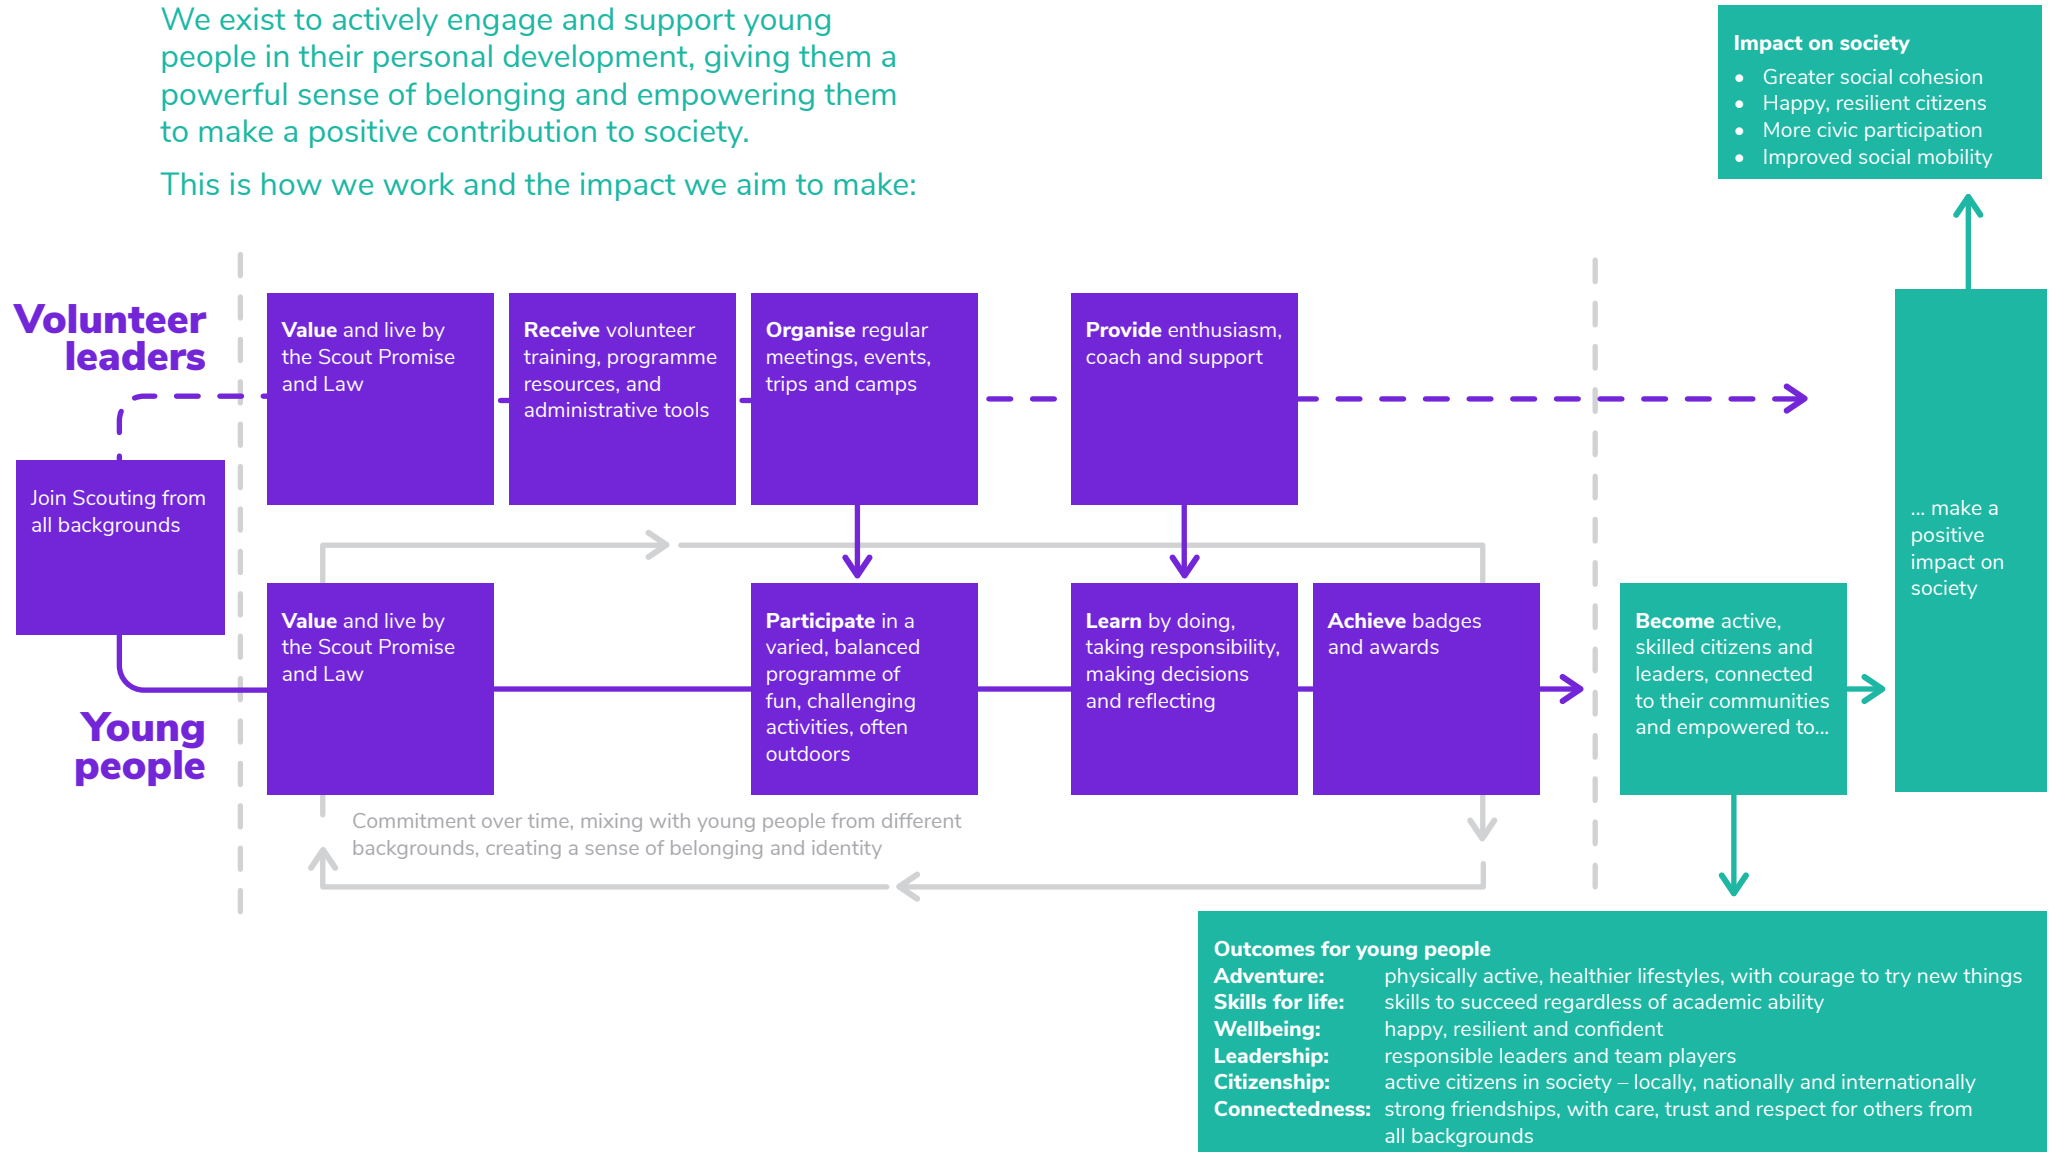 We exist to actively engage and support young
people in their personal development, giving them a
powerful sense of belonging and empowering them
to make a positive contribution to society.
This is how we work and the impact we aim to make:
Impact on society
• Greater social cohesion
• Happy, resilient citizens
• More civic participation
• Improved social mobility
Volunteer
leaders
Value and live by
the Scout Promise
and Law
Receive volunteer
training, programme
resources, and
administrative tools
Organise regular
meetings, events,
trips and camps
Provide enthusiasm,
coach and support
Join Scouting from
all backgrounds
... make a
positive
impact on
society
Young
people
Value and live by
the Scout Promise
and Law
Participate in a
varied, balanced
programme of
fun, challenging
activities, often
outdoors
Learn by doing,
taking responsibility,
making decisions
and reflecting
Achieve badges
and awards
Become active,
skilled citizens and
leaders, connected
to their communities
and empowered to...
Commitment over time, mixing with young people from different
backgrounds, creating a sense of belonging and identity
Outcomes for young people
Adventure: physically active, healthier lifestyles, with courage to try new things
Skills for life: skills to succeed regardless of academic ability
Wellbeing: happy, resilient and confident
Leadership: responsible leaders and team players
Citizenship: active citizens in society – locally, nationally and internationally
Connectedness: strong friendships, with care, trust and respect for others from
all backgrounds